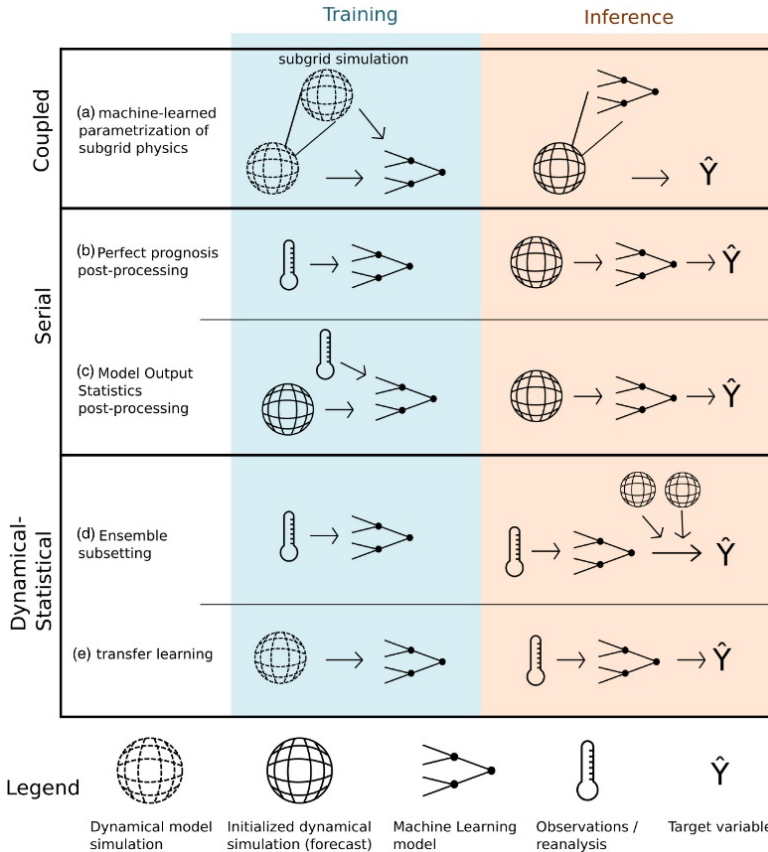 Training
Inference
Coupled
(a) machine-learned
parametrization of
subgrid physics
subgrid simulation
Ŷ
Serial
(b) Perfect prognosis
post-processing
Ŷ
(c) Model Output
Statistics
post-processing
Ŷ
Dynamical-
Statistical
(d) Ensemble
subsetting
Ŷ
(e) transfer learning
Ŷ
Legend
Ŷ
Dynamical model
simulation
Initialized dynamical
simulation (forecast)
Machine Learning
model
Observations /
reanalysis
Target variable